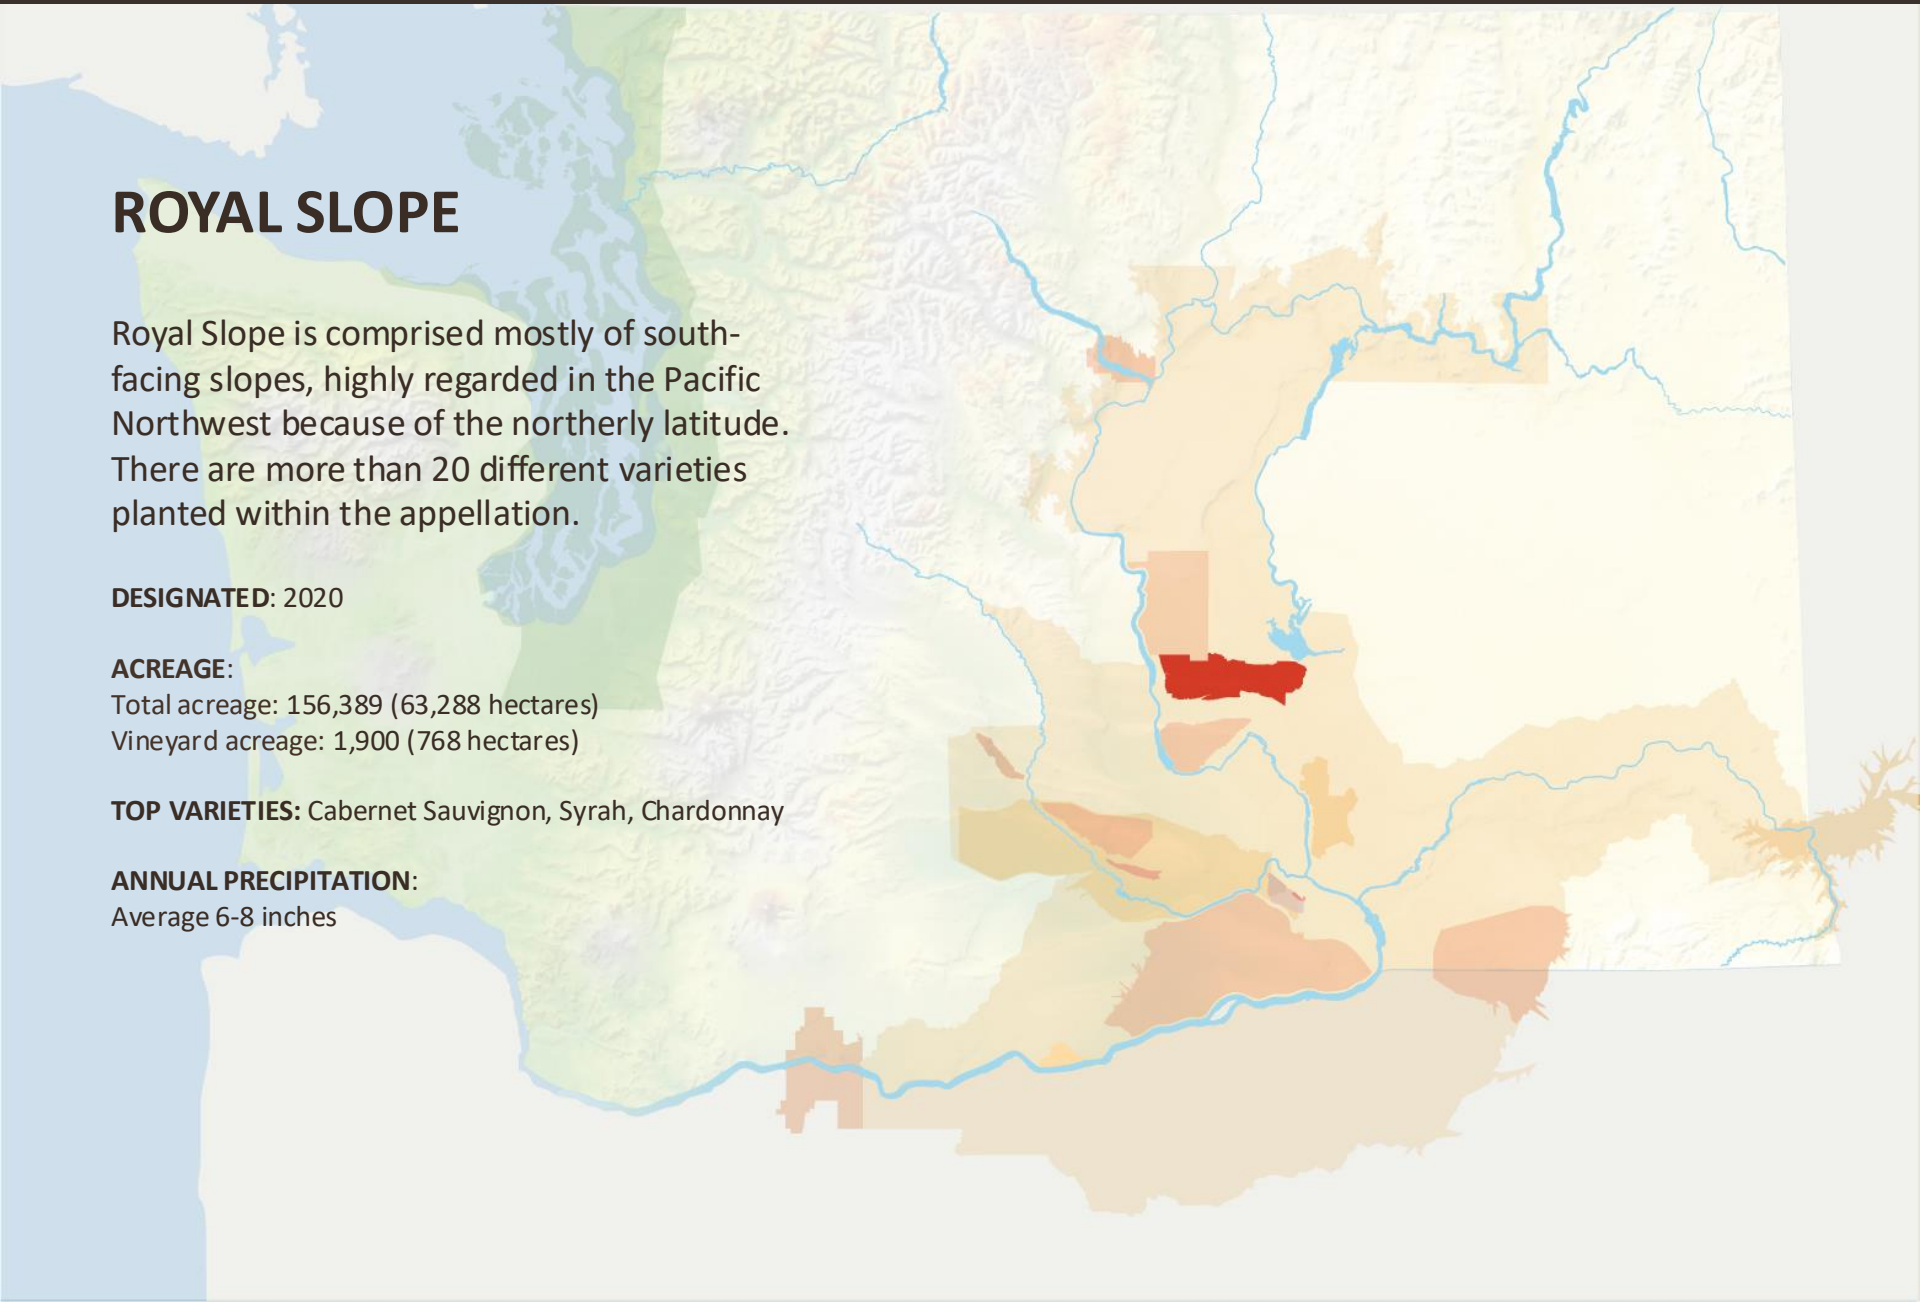 ROYAL SLOPE
Royal Slope is comprised mostly of south-
facing slopes, highly regarded in the Pacific
Northwest because of the northerly latitude.
There are more than 20 different varieties
planted within the appellation.
DESIGNATED: 2020
ACREAGE:
Total acreage: 156,389 (63,288 hectares)
Vineyard acreage: 1,900 (768 hectares)
TOP VARIETIES: Cabernet Sauvignon, Syrah, Chardonnay
ANNUAL PRECIPITATION:
Average 6-8 inches